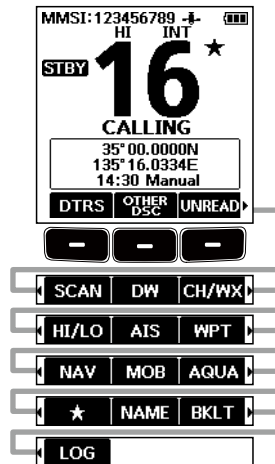 MMSI:123456789
HI INT
STBY 16 ★
CALLING
35°00.0000N
135°16.0334E
14:30 Manual
DTRS OTHER DSC UNREAD
SCAN DW CH/WX
HI/LO AIS WPT
NAV MOB AQUA
★ NAME BKLT
LOG